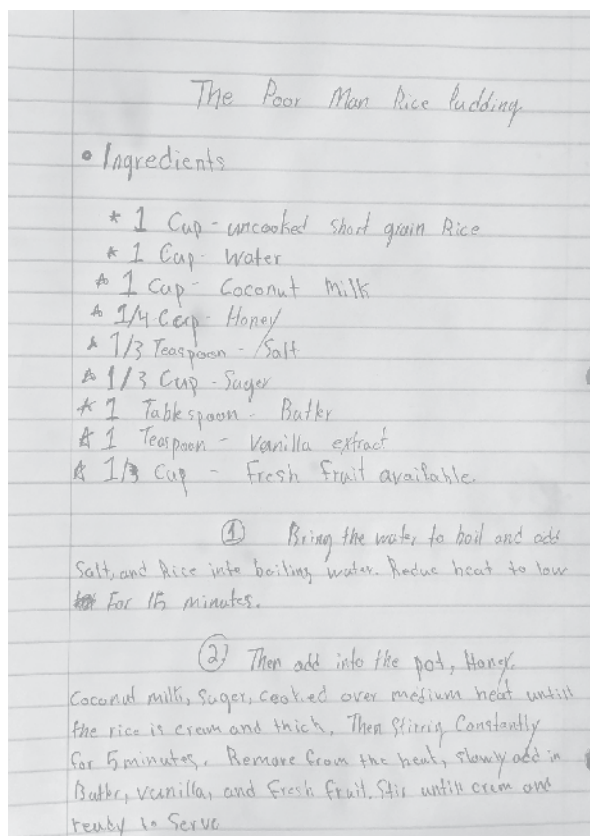 The Poor Man Rice Pudding
• Ingredients
* 1 Cup - uncooked short grain Rice
* 1 Cup - Water
* 1 Cup - Coconut Milk
* 1/4 Cup - Honey
* 1/3 Teaspoon - Salt
* 1/3 Cup - Suger
* 1 Tablespoon - Butter
* 1 Teaspoon - Vanilla extract
* 1/3 Cup - Fresh fruit available.
① Bring the water to boil and add
Salt, and Rice into boiling water. Reduce heat to low
For 15 minutes.
② Then add into the pot, Honey,
Coconut milk, Suger, cooked over medium heat untill
the rice is cream and thick, Then Stirring Constantly
for 5 minutes. Remove from the heat, slowly add in
Butter, Vanilla, and Fresh fruit. Stir untill crem and
ready to Serve